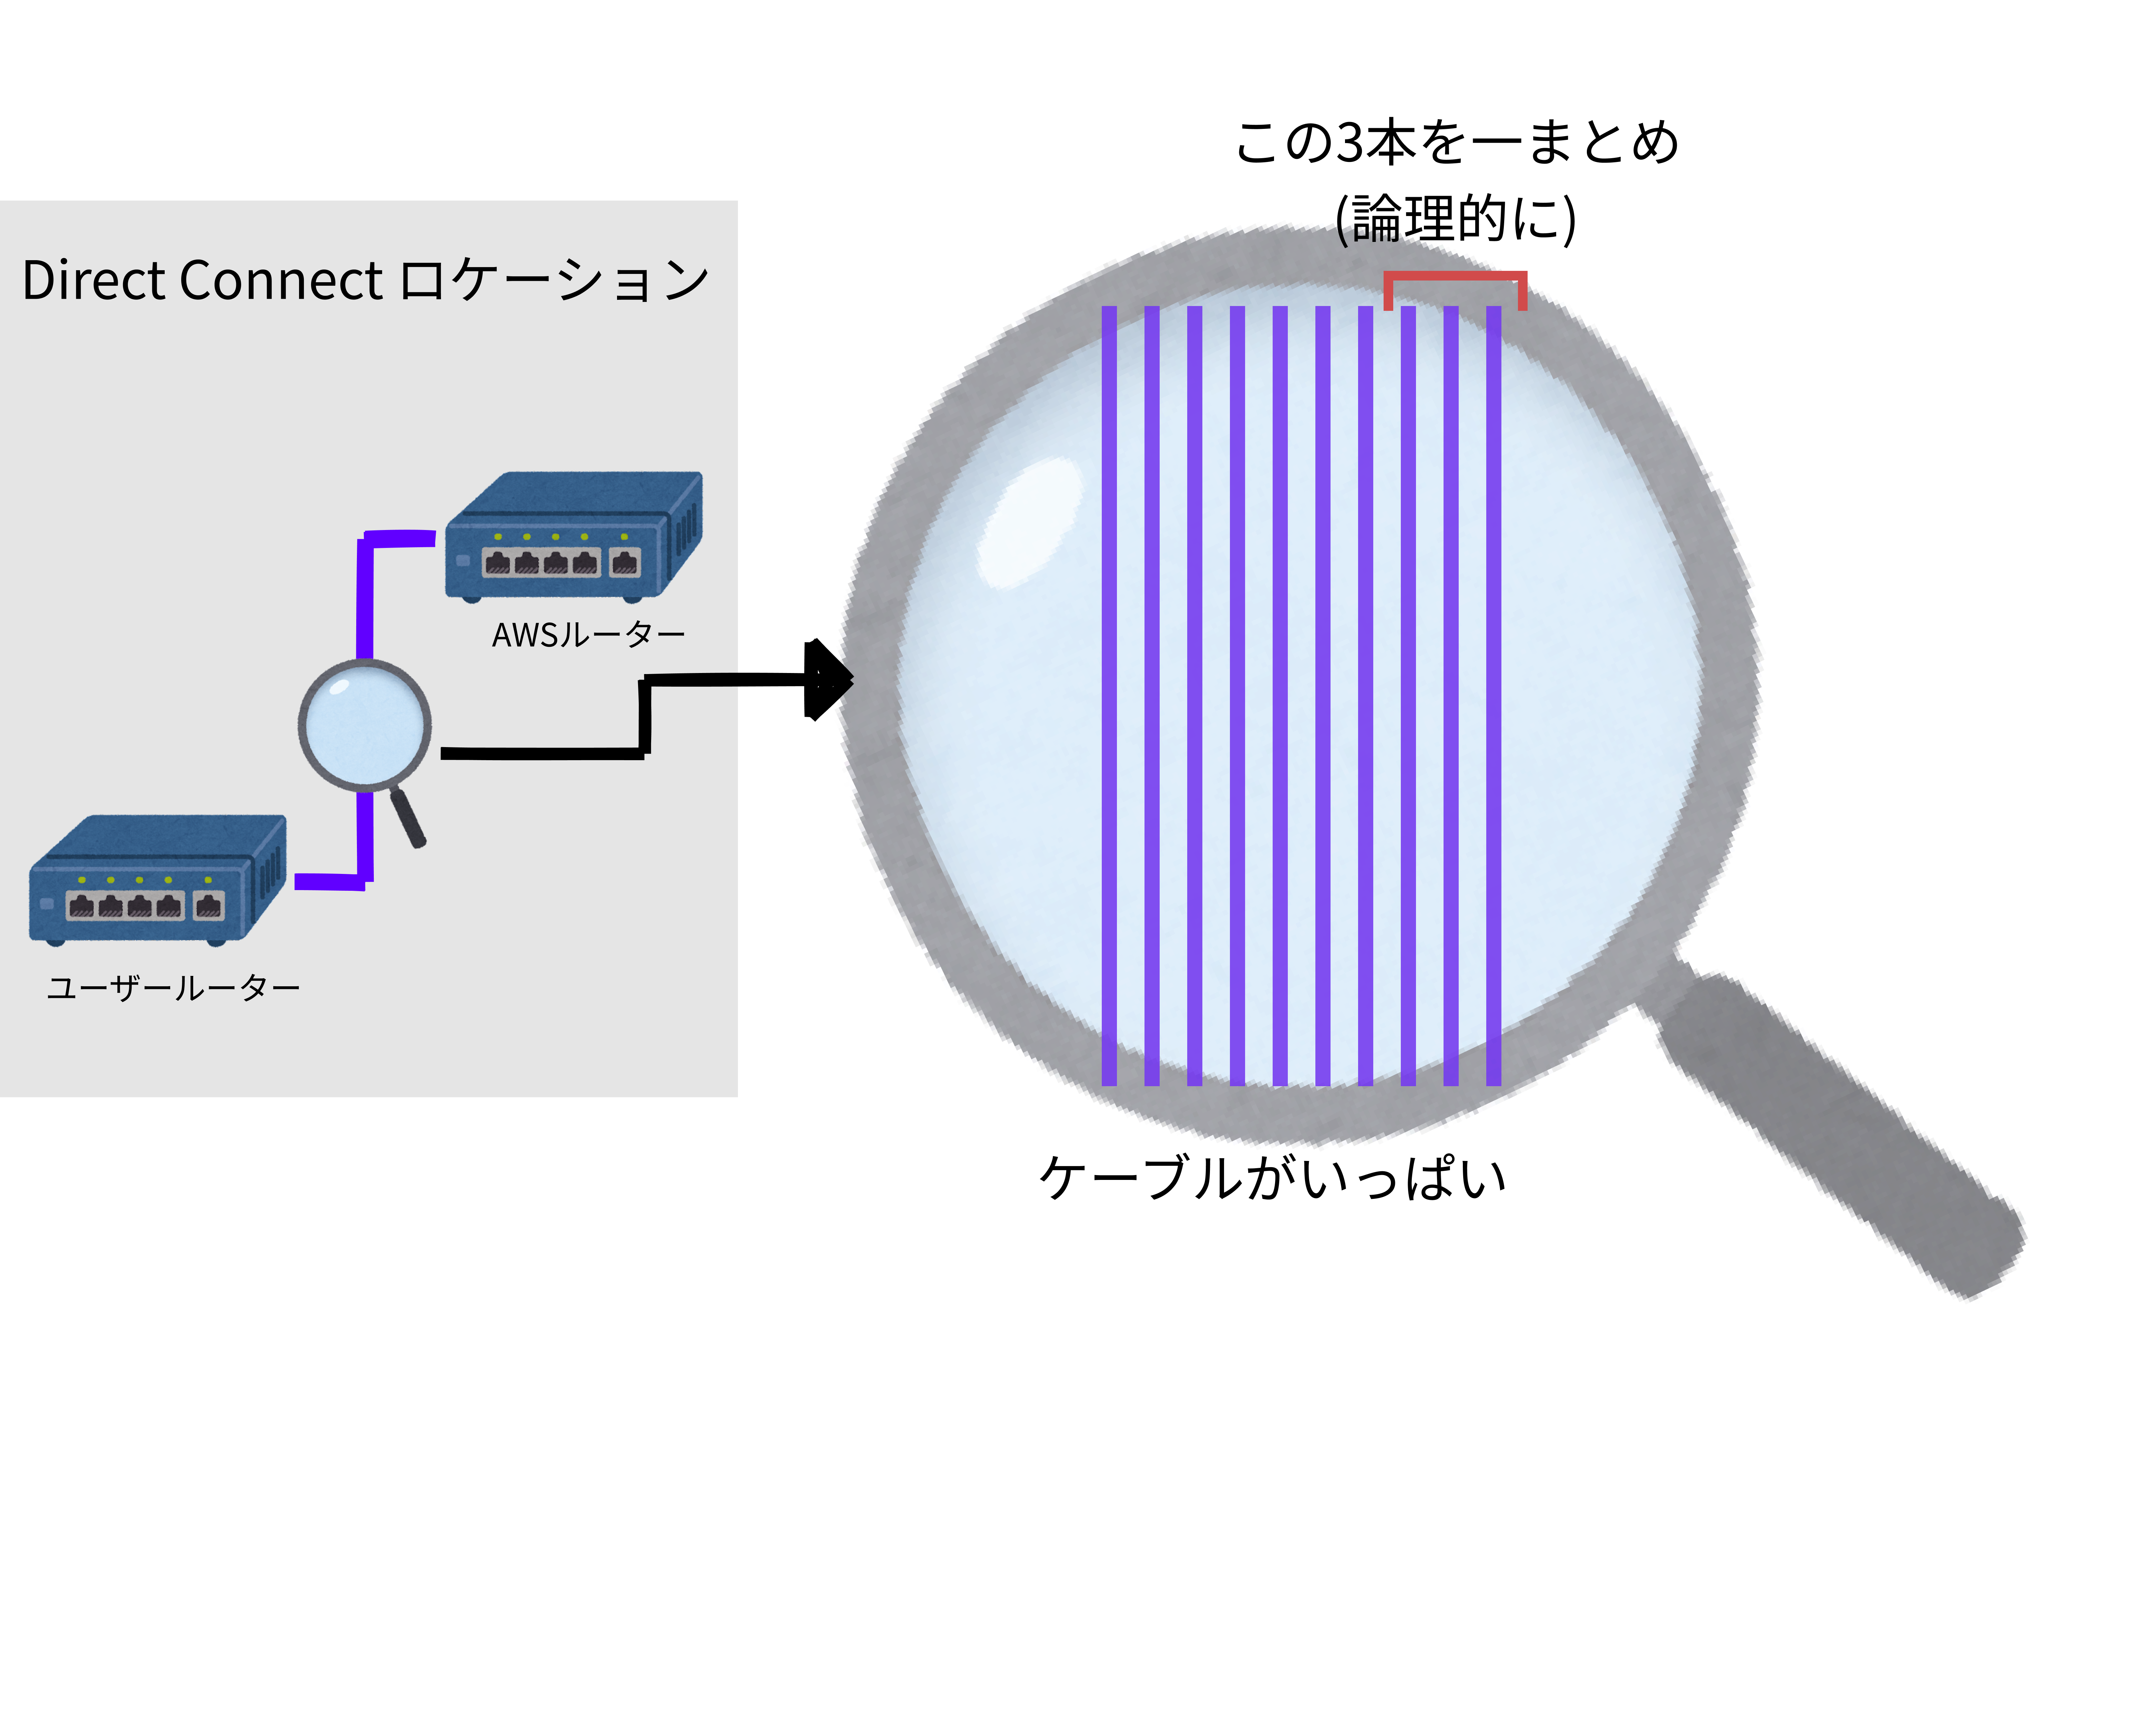 この3本を一まとめ
(論理的に)
Direct Connect ロケーション
AWSルーター
ユーザールーター
ケーブルがいっぱい